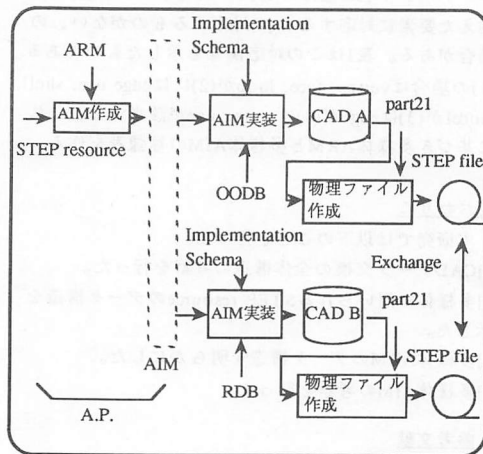 Implementation
Schema
ARM
AIM作成
AIM実装
CAD A
part21
STEP resource
OODB
STEP file
物理ファイル
作成
Implementation
Schema
Exchange
AIM実装
CAD B
part21
AIM
STEP file
RDB
物理ファイル
作成
A.P.